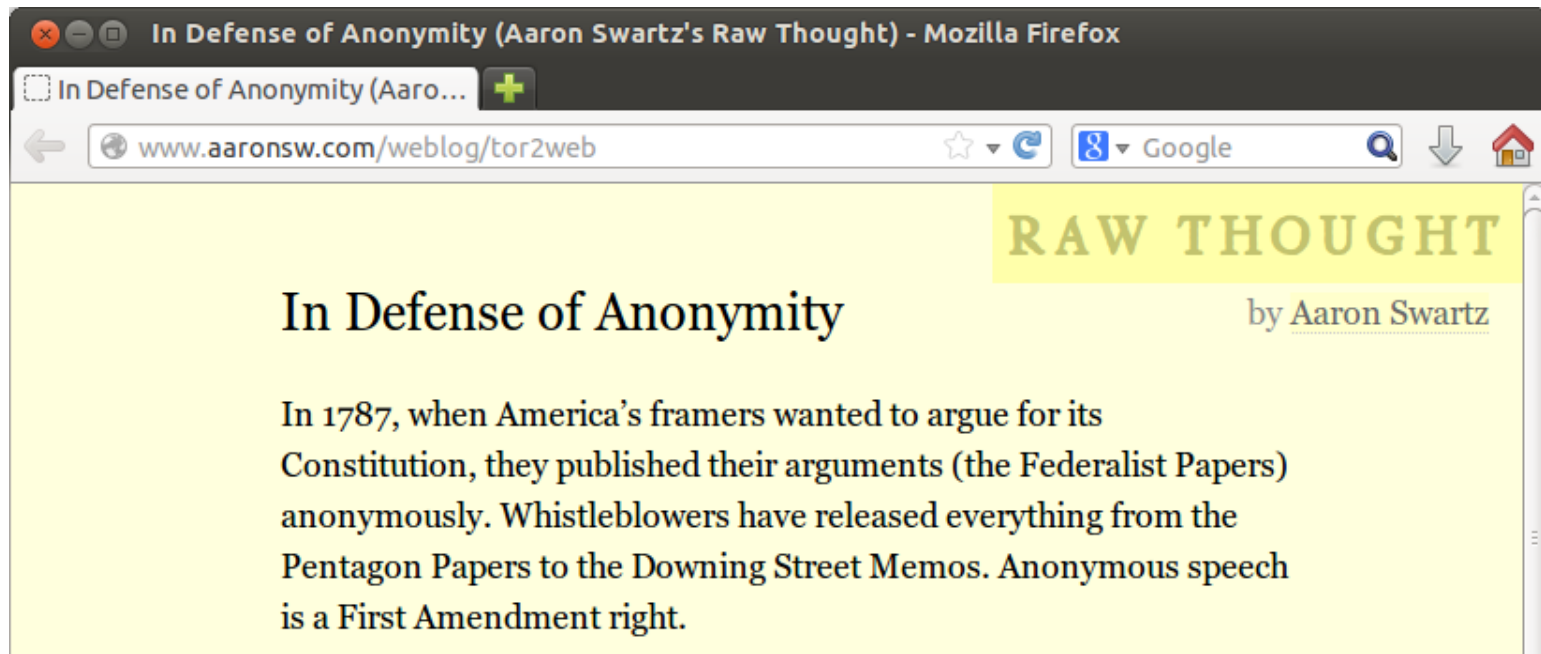 In Defense of Anonymity (Aaron Swartz's Raw Thought) - Mozilla Firefox
In Defense of Anonymity (Aaro...
www.aaronsw.com/weblog/tor2web
8 Google
RAW THOUGHT
In Defense of Anonymity
by Aaron Swartz
In 1787, when America’s framers wanted to argue for its
Constitution, they published their arguments (the Federalist Papers)
anonymously. Whistleblowers have released everything from the
Pentagon Papers to the Downing Street Memos. Anonymous speech
is a First Amendment right.